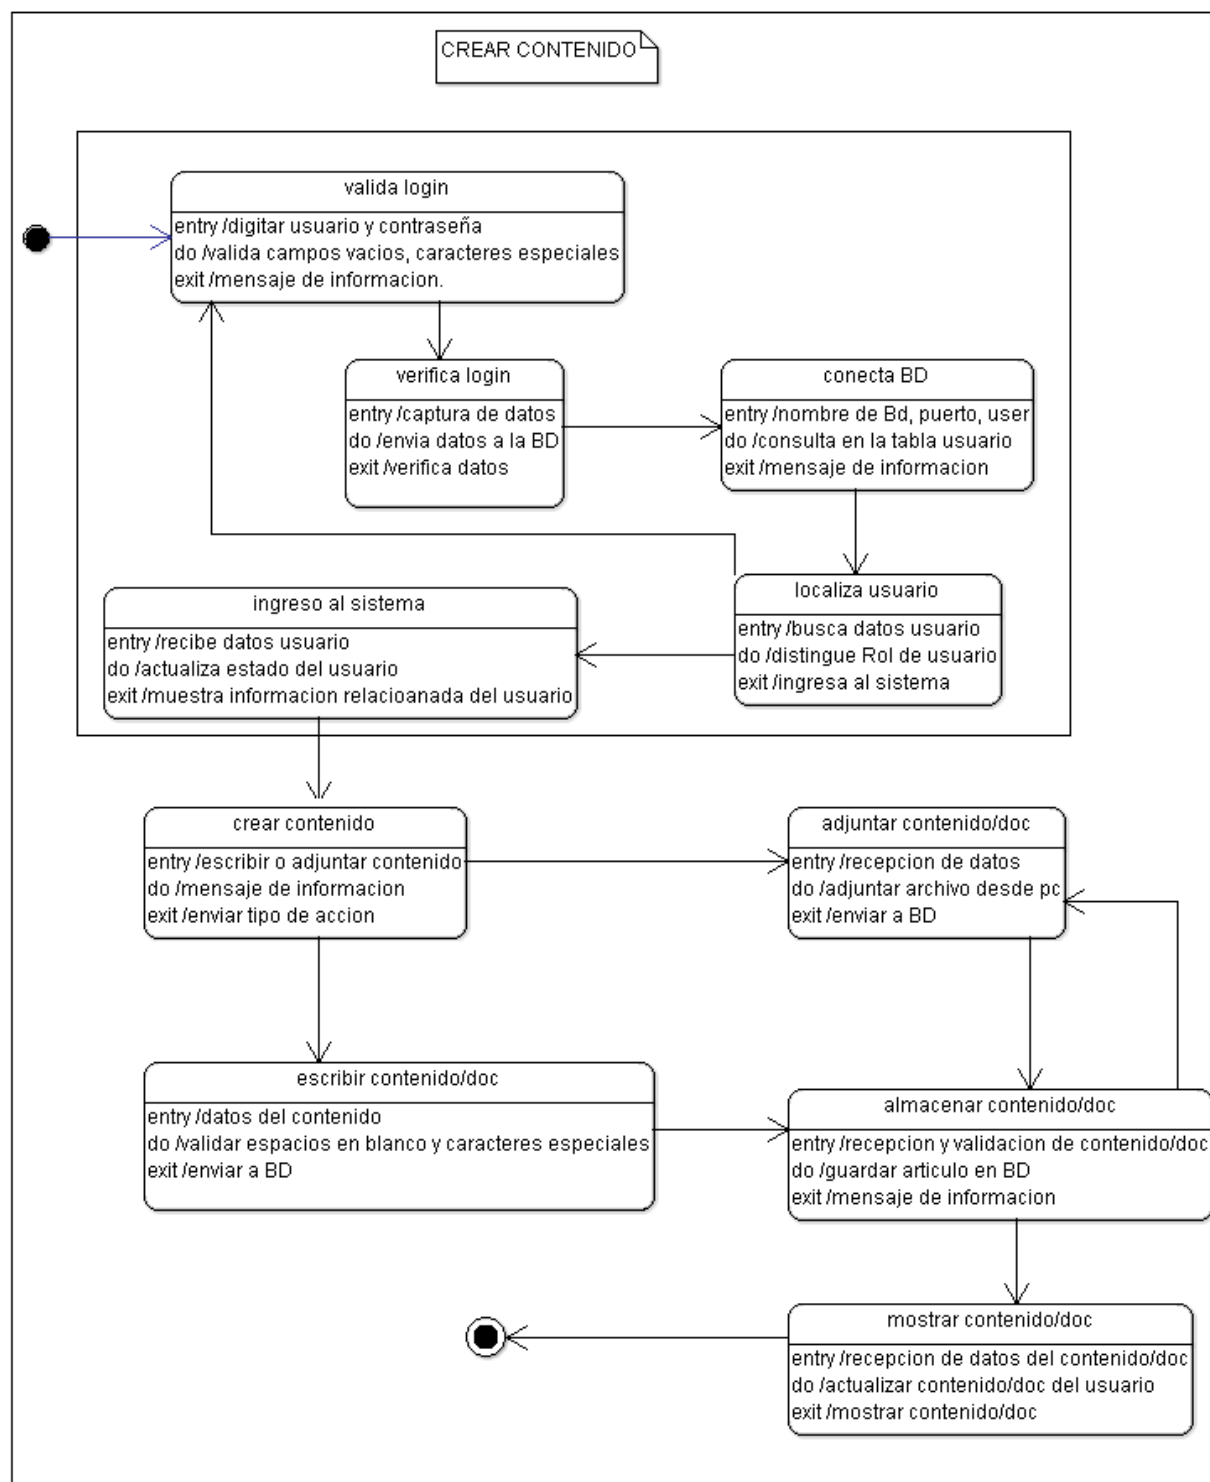 CREAR CONTENIDO
valida login
entry /digitar usuario y contraseña
do /valida campos vacios, caracteres especiales
exit /mensaje de informacion.
verifica login
entry /captura de datos
do /envia datos a la BD
exit /verifica datos
conecta BD
entry /nombre de Bd, puerto, user
do /consulta en la tabla usuario
exit /mensaje de informacion
localiza usuario
entry /busca datos usuario
do /distingue Rol de usuario
exit /ingresa al sistema
ingreso al sistema
entry /recibe datos usuario
do /actualiza estado del usuario
exit /muestra informacion relacioanada del usuario
crear contenido
entry /escribir o adjuntar contenido
do /mensaje de informacion
exit /enviar tipo de accion
adjuntar contenido/doc
entry /recepcion de datos
do /adjuntar archivo desde pc
exit /enviar a BD
escribir contenido/doc
entry /datos del contenido
do /validar espacios en blanco y caracteres especiales
exit /enviar a BD
almacenar contenido/doc
entry /recepcion y validacion de contenido/doc
do /guardar articulo en BD
exit /mensaje de informacion
mostrar contenido/doc
entry /recepcion de datos del contenido/doc
do /actualizar contenido/doc del usuario
exit /mostrar contenido/doc